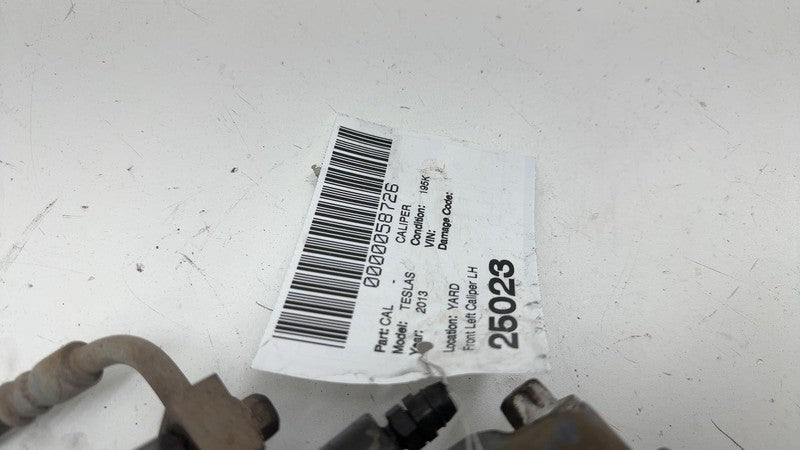 0000058726
Part: CAL - CALIPER
Model: TESLAS Condition: 195K
Year: 2013 VIN:
Damage Code:
Location: YARD
Front Left Caliper LH
25023